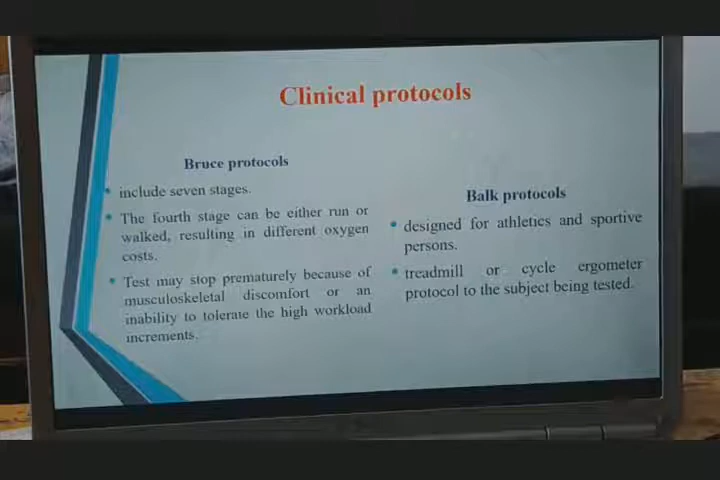 Clinical protocols
Bruce protocols
include seven stages.
The fourth stage can be either run or
walked, resulting in different oxygen
costs.
Test may stop prematurely because of
musculoskeletal discomfort or an
inability to tolerate the high workload
increments.
Balk protocols
designed for athletics and sportive
persons.
treadmill or cycle ergometer
protocol to the subject being tested.